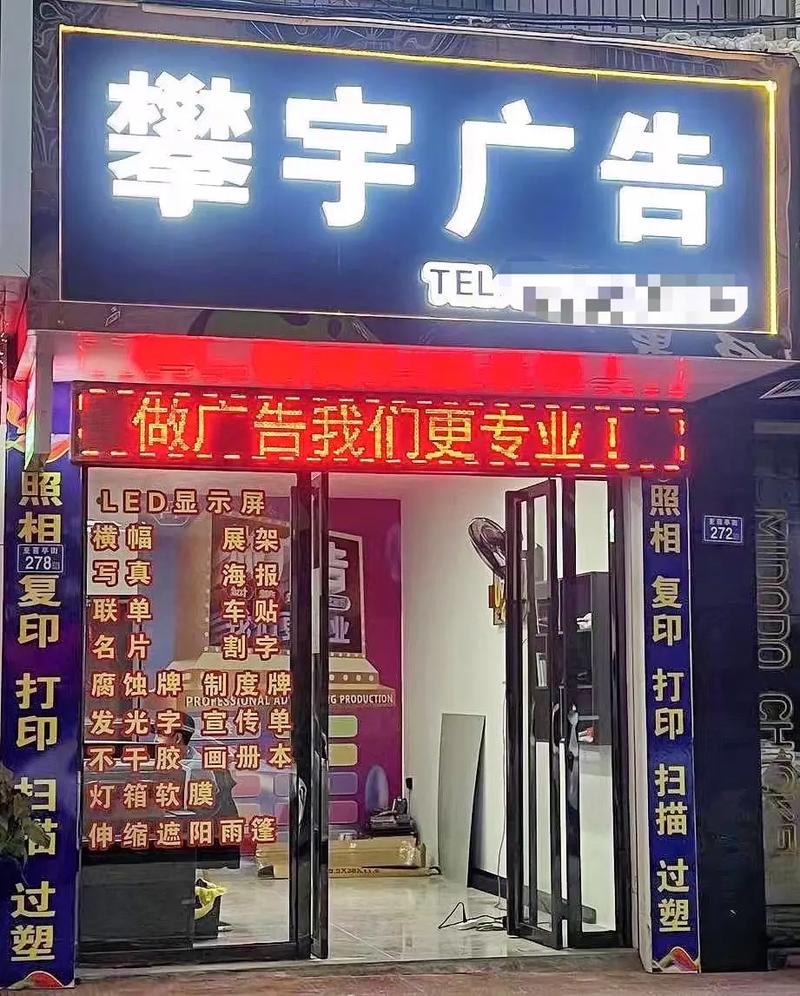 攀宇广告
TEL
做广告我们更专业！
照相 复印 打印 扫描 过塑
278
LED显示屏
横幅 展架
写真 海报
联单 车贴
名片 割字
腐蚀牌 制度牌
发光字 宣传单
不干胶 画册本
灯箱软膜
伸缩遮阳雨篷
PROFESSIONAL AD NG PRODUCTION
照相 复印 打印 扫描 过塑
272